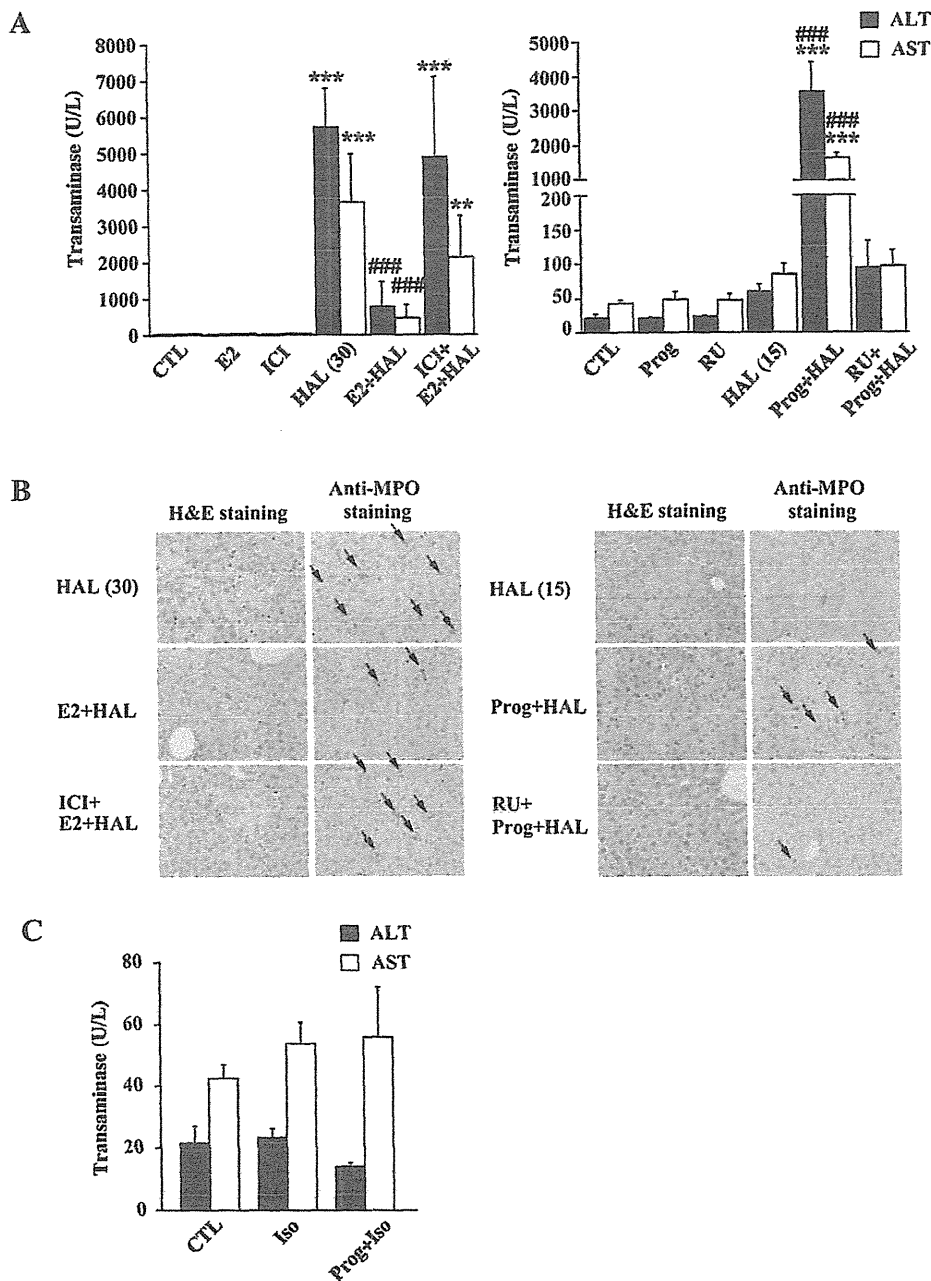 A
ALT
AST
8000
7000
6000
5000
4000
3000
2000
1000
0
Transaminase (U/L)
***
***
###
###
***
**
CTL
E2
ICI
HAL (30)
E2+HAL
ICI+
E2+HAL
5000
4000
3000
2000
1000
200
150
100
50
0
Transaminase (U/L)
###
***
###
***
CTL
Prog
RU
HAL (15)
Prog+HAL
RU+
Prog+HAL
B
H&E staining
Anti-MPO
staining
HAL (30)
E2+HAL
ICI+
E2+HAL
H&E staining
Anti-MPO
staining
HAL (15)
Prog+HAL
RU+
Prog+HAL
C
ALT
AST
80
60
40
20
0
Transaminase (U/L)
CTL
Iso
Prog+Iso